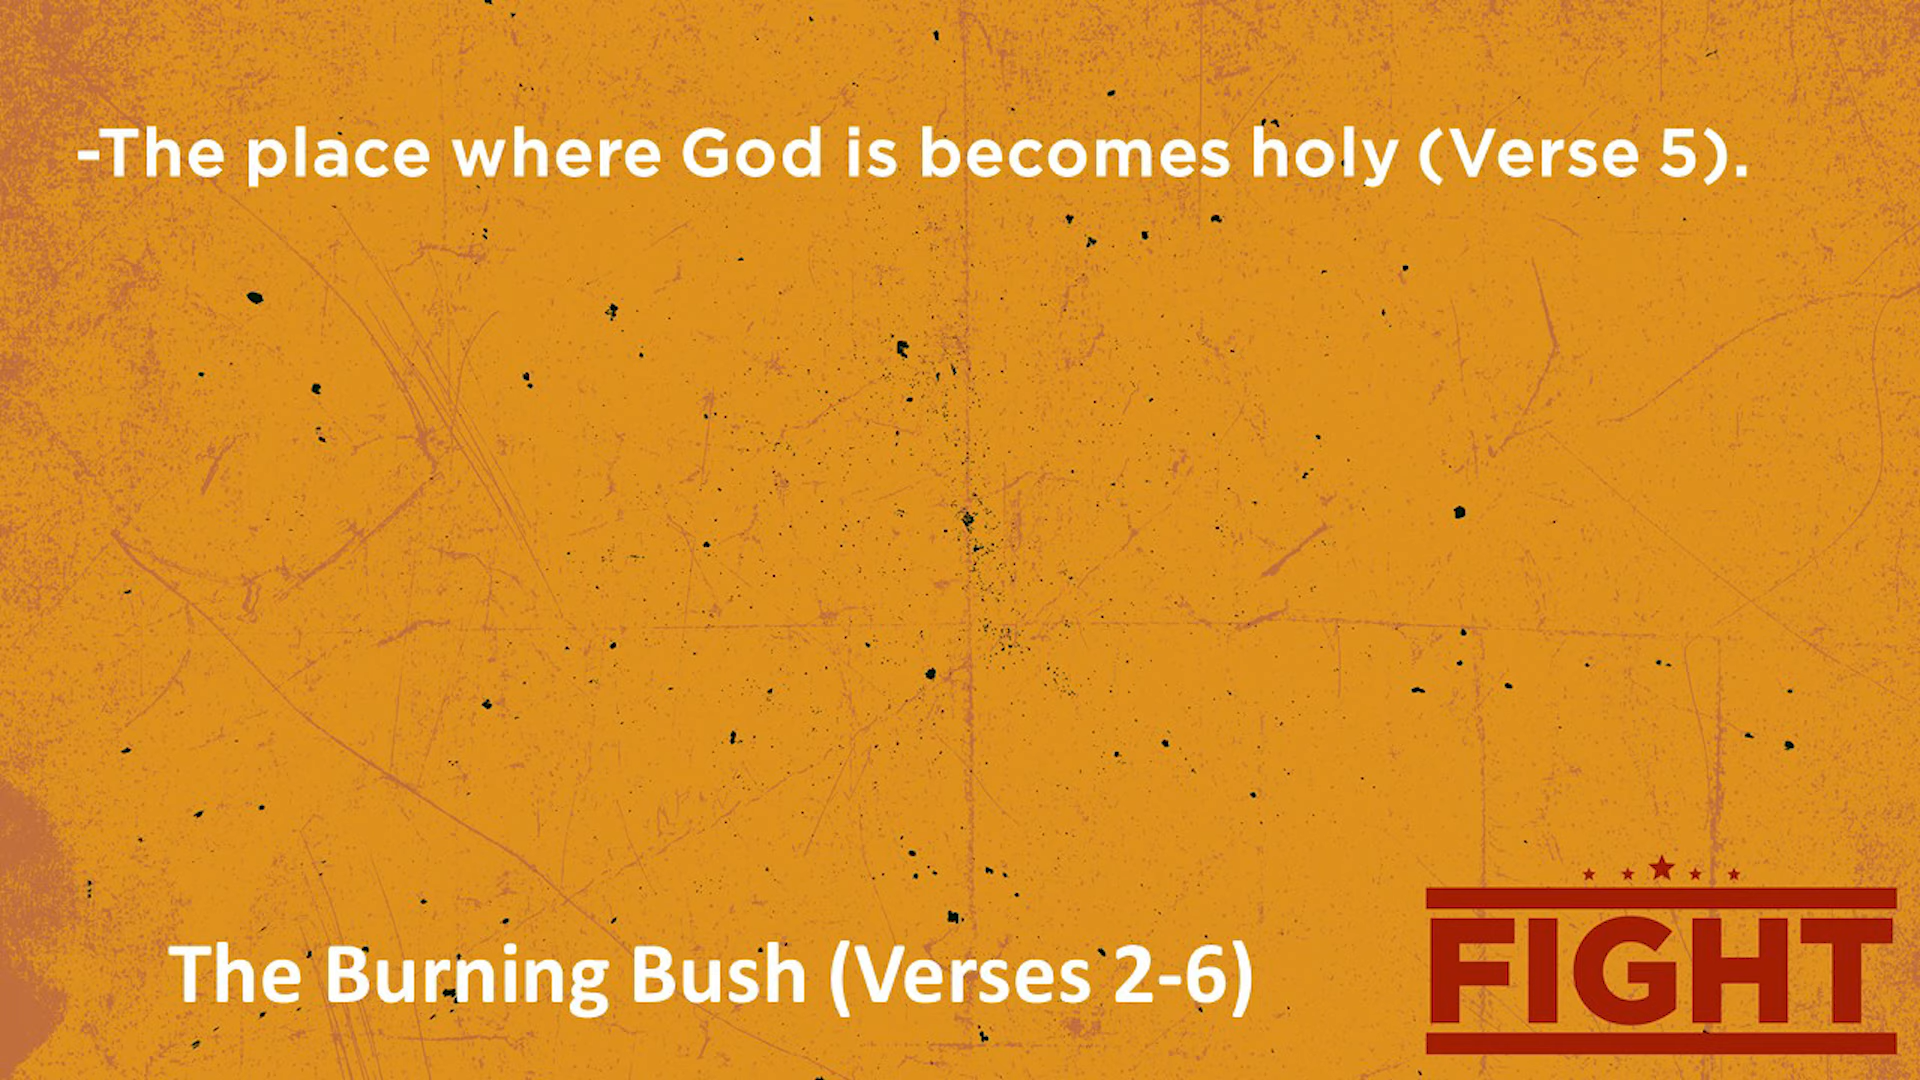 -The place where God is becomes holy (Verse 5).
The Burning Bush (Verses 2-6)
FIGHT